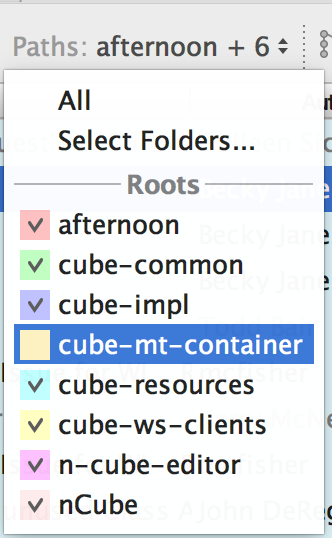 Paths: afternoon + 6
All
Select Folders...
Roots
afternoon
cube-common
cube-impl
cube-mt-container
cube-resources
cube-ws-clients
n-cube-editor
nCube